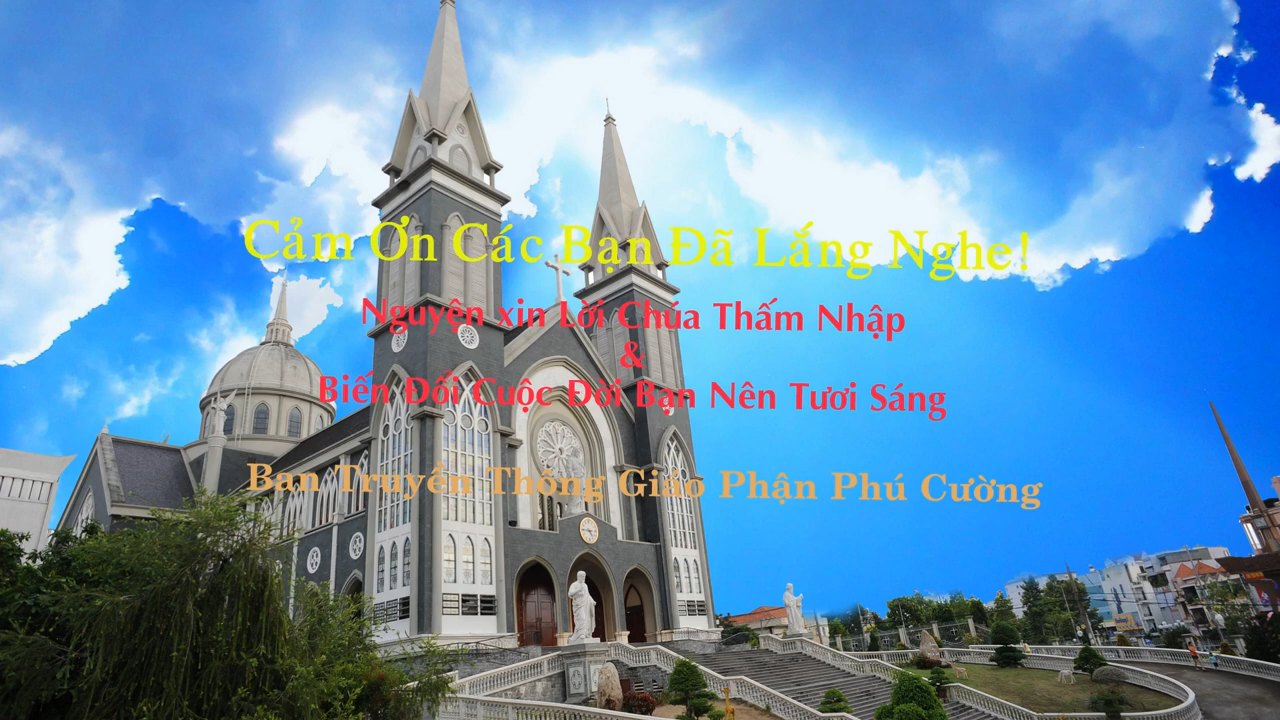 Cảm Ơn Các Bạn Đã Lắng Nghe!
Nguyện xin Lời Chúa Thấm Nhập
&
Biến Đổi Cuộc Đời Bạn Nên Tươi Sáng
Ban Truyền Thông Giáo Phận Phú Cường